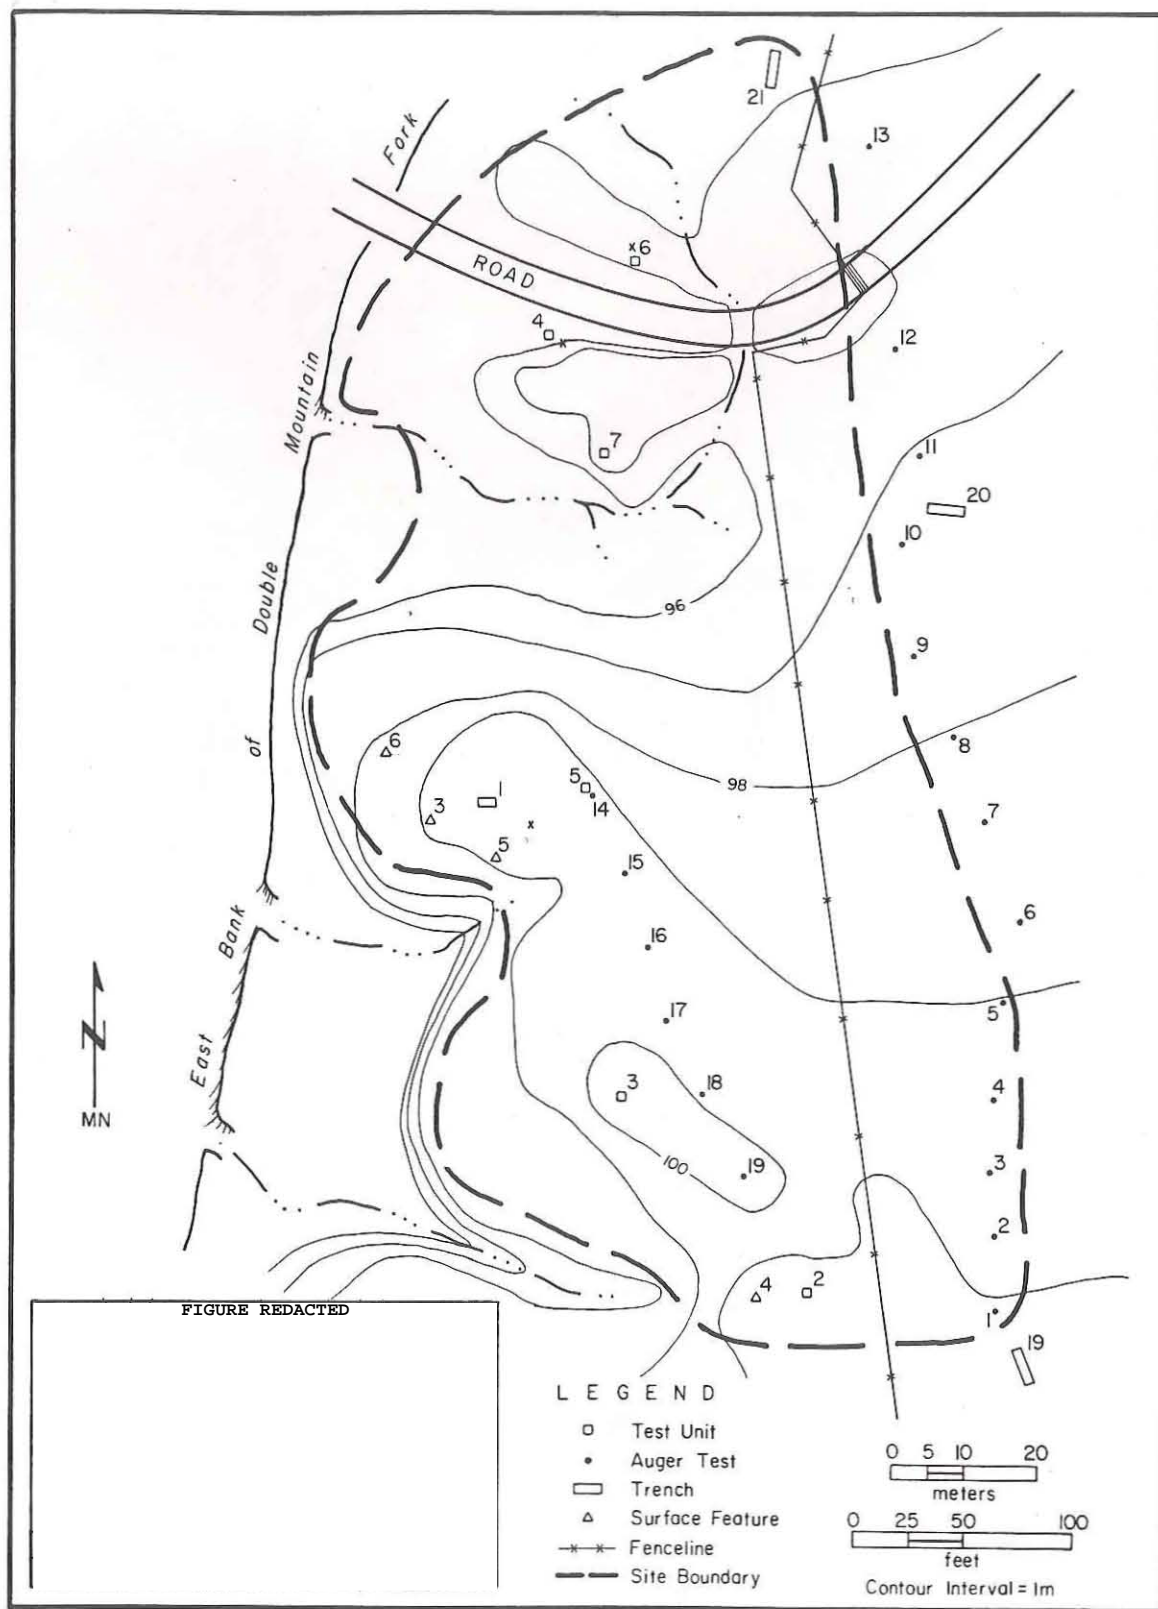 21
13
Fork
6
ROAD
4
12
Mountain
7
11
20
10
Double
96
9
of
6
8
98
5
1
14
3
7
5
15
6
Bank
16
5
17
East
3
18
4
MN
100
19
3
2
4
2
1
FIGURE REDACTED
19
LEGEND
Test Unit
Auger Test
Trench
Surface Feature
Fenceline
Site Boundary
0 5 10 20
meters
0 25 50 100
feet
Contour Interval = 1m